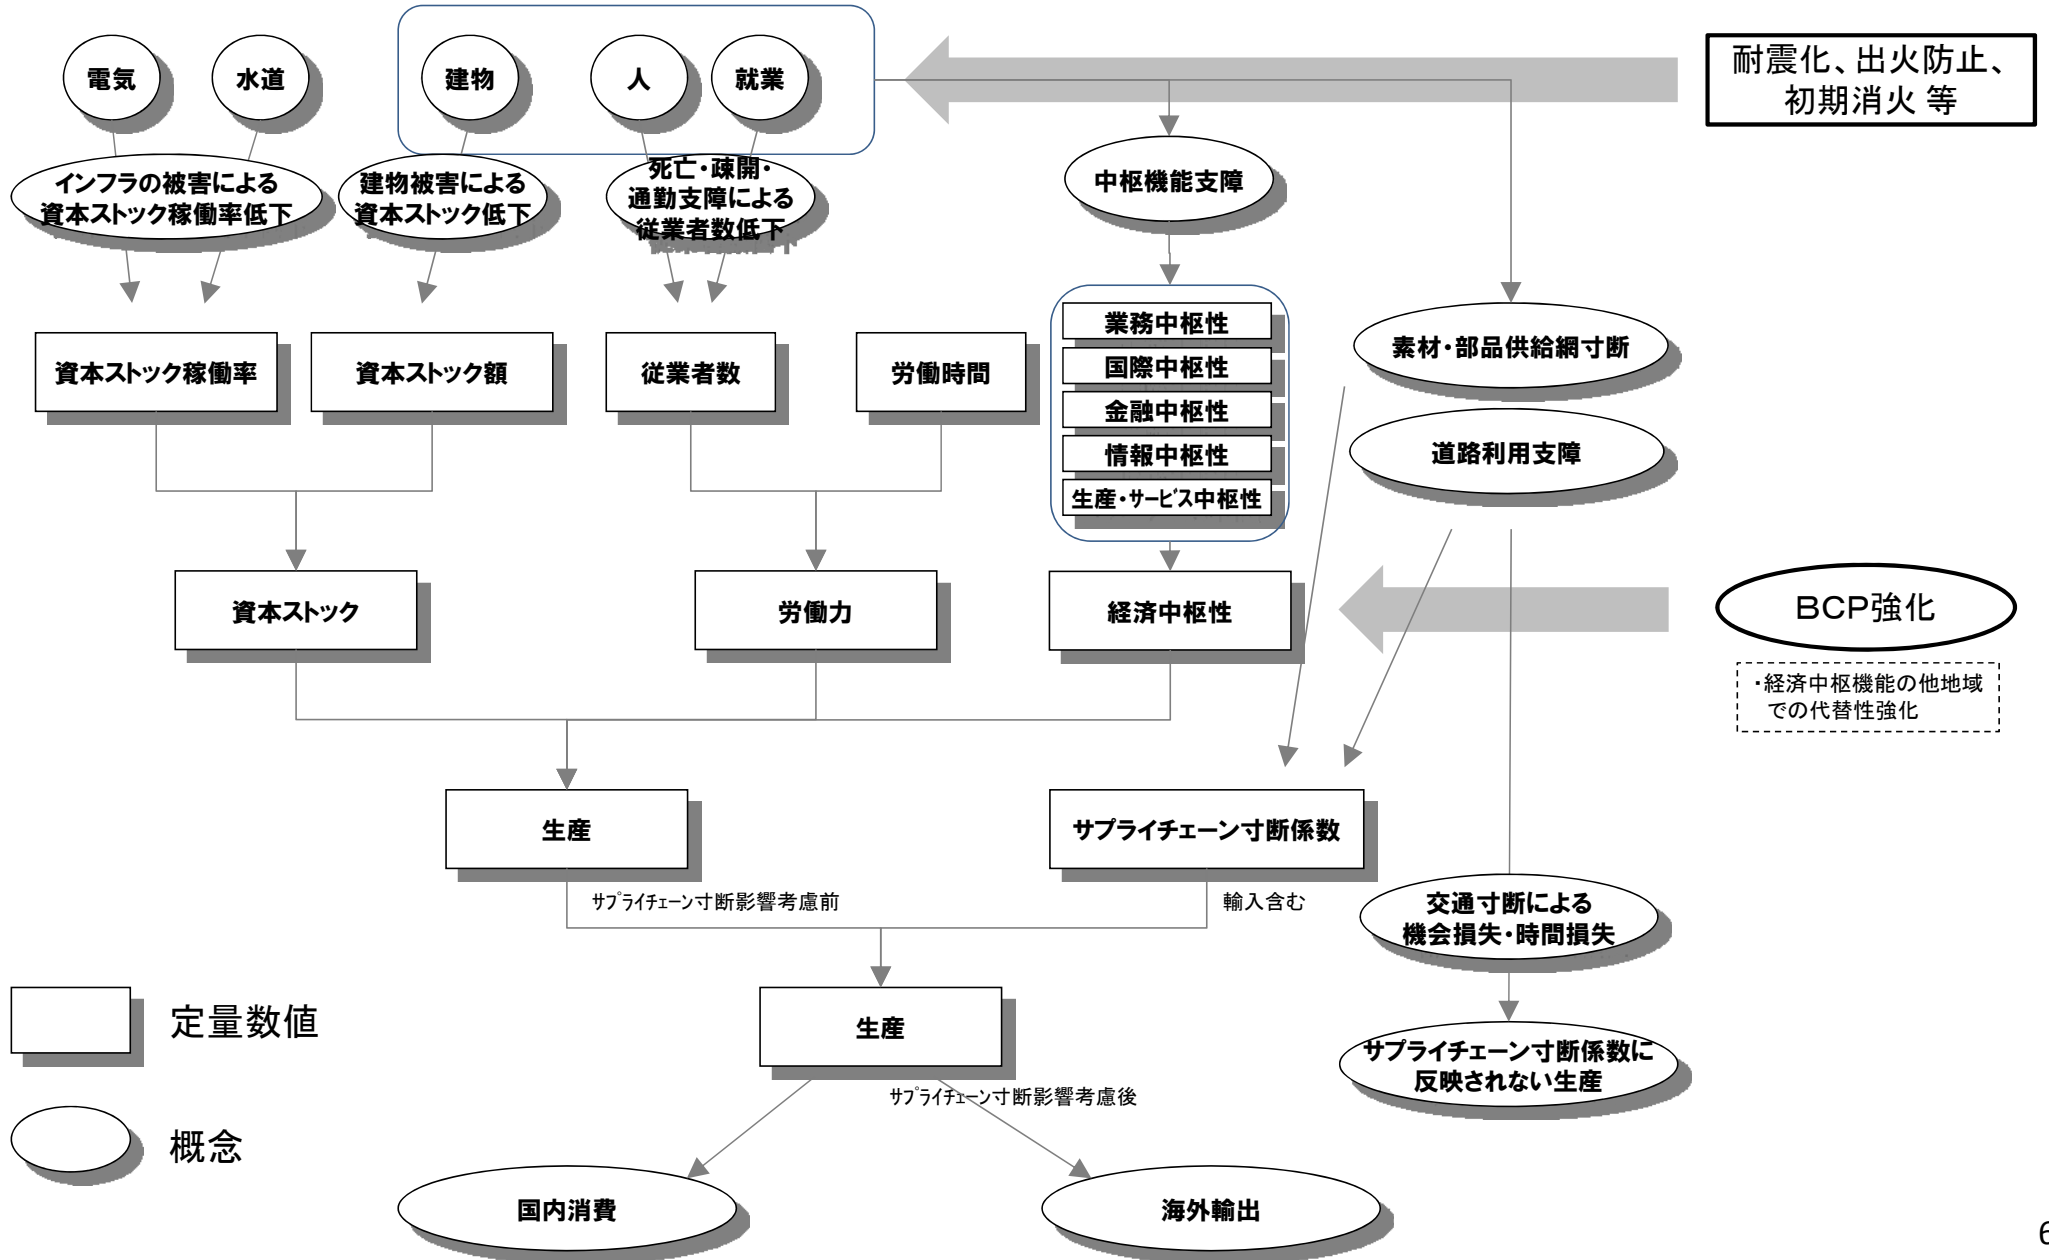 電気
水道
建物
人
就業
耐震化、出火防止、
初期消火 等
インフラの被害による
資本ストック稼働率低下
建物被害による
資本ストック低下
死亡・疎開・
通勤支障による
従業者数低下
中枢機能支障
資本ストック稼働率
資本ストック額
従業者数
労働時間
業務中枢性
国際中枢性
金融中枢性
情報中枢性
生産・サービス中枢性
素材・部品供給網寸断
道路利用支障
資本ストック
労働力
経済中枢性
BCP強化
・経済中枢機能の他地域
での代替性強化
生産
サプライチェーン寸断係数
サプライチェーン寸断影響考慮前
輸入含む
交通寸断による
機会損失・時間損失
生産
サプライチェーン寸断影響考慮後
サプライチェーン寸断係数に
反映されない生産
定量数値
概念
国内消費
海外輸出
6